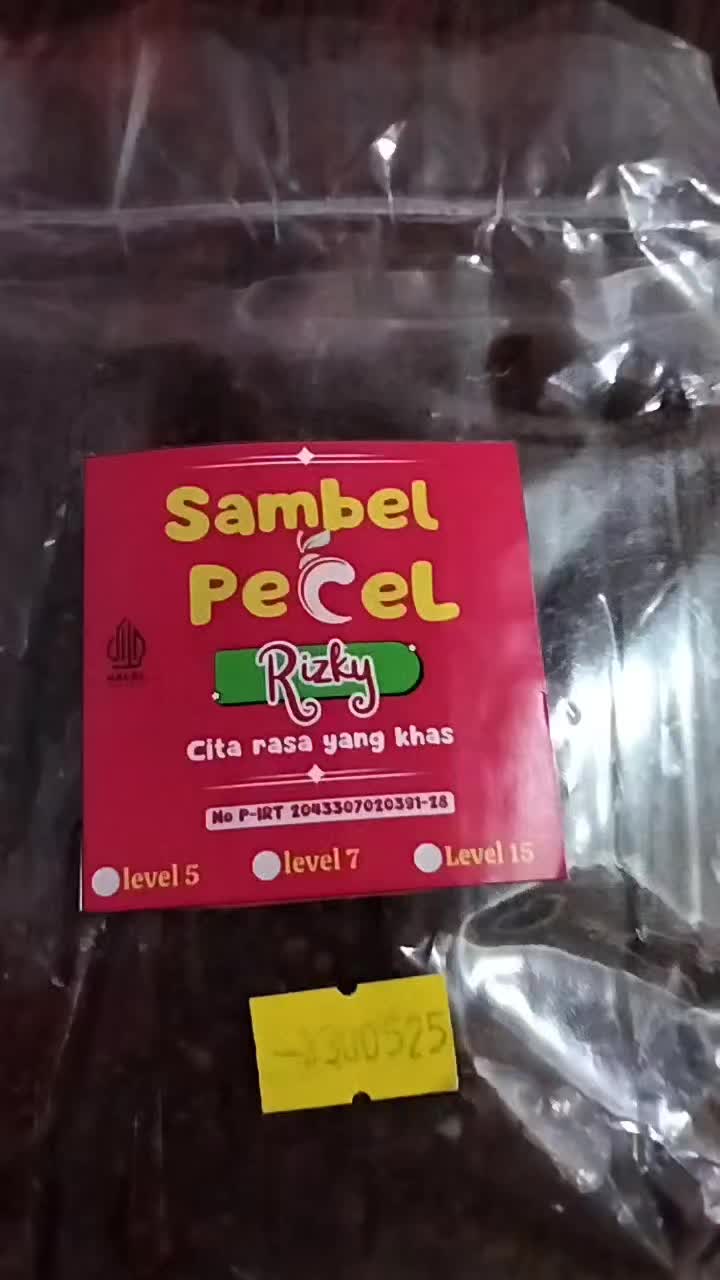 Sambel
Pecel
Rizky
Cita rasa yang khas
No P-IRT 2043307020391-28
level 5
level 7
Level 15